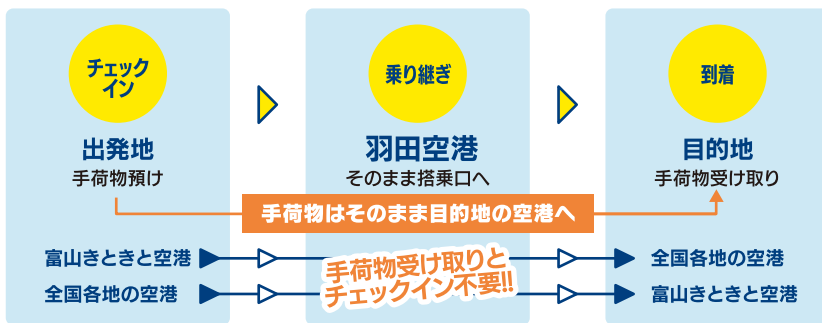 チェック
イン
出発地
手荷物預け
乗り継ぎ
羽田空港
そのまま搭乗口へ
到着
目的地
手荷物受け取り
手荷物はそのまま目的地の空港へ
富山きときと空港
全国各地の空港
手荷物受け取りと
チェックイン不要!!
全国各地の空港
富山きときと空港